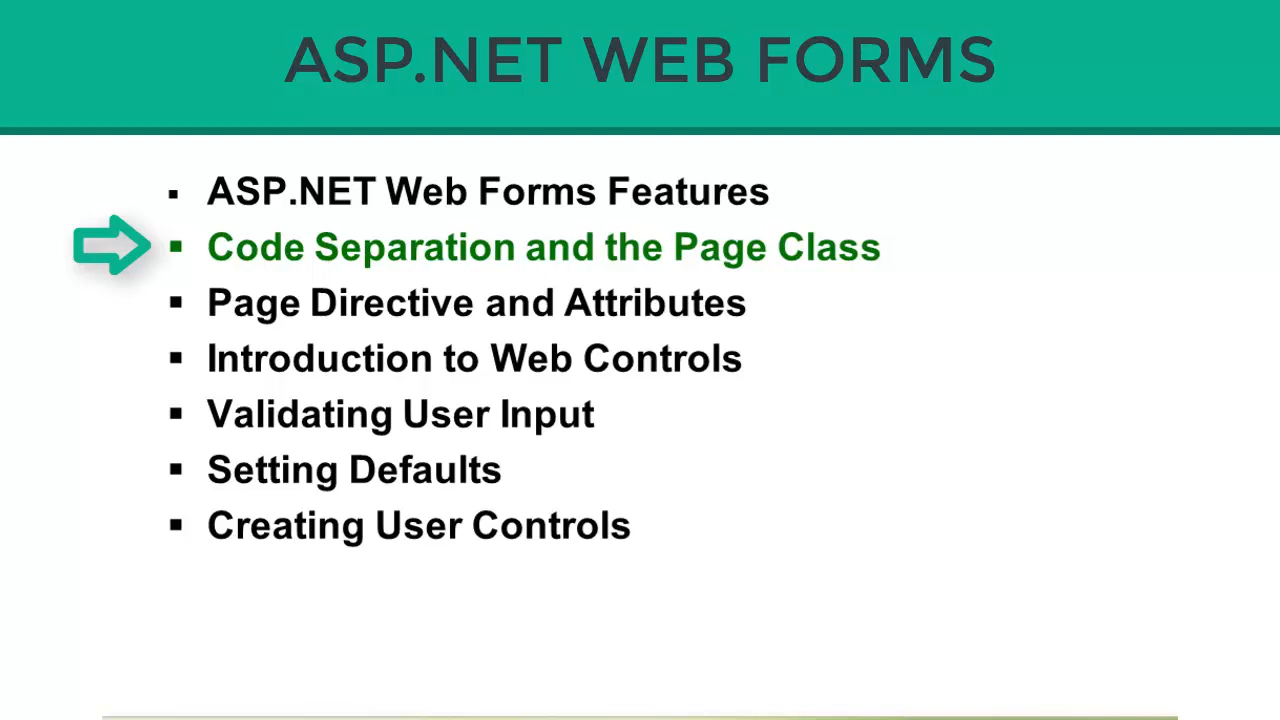 ASP.NET WEB FORMS
▪ ASP.NET Web Forms Features
▪ Code Separation and the Page Class
▪ Page Directive and Attributes
▪ Introduction to Web Controls
▪ Validating User Input
▪ Setting Defaults
▪ Creating User Controls